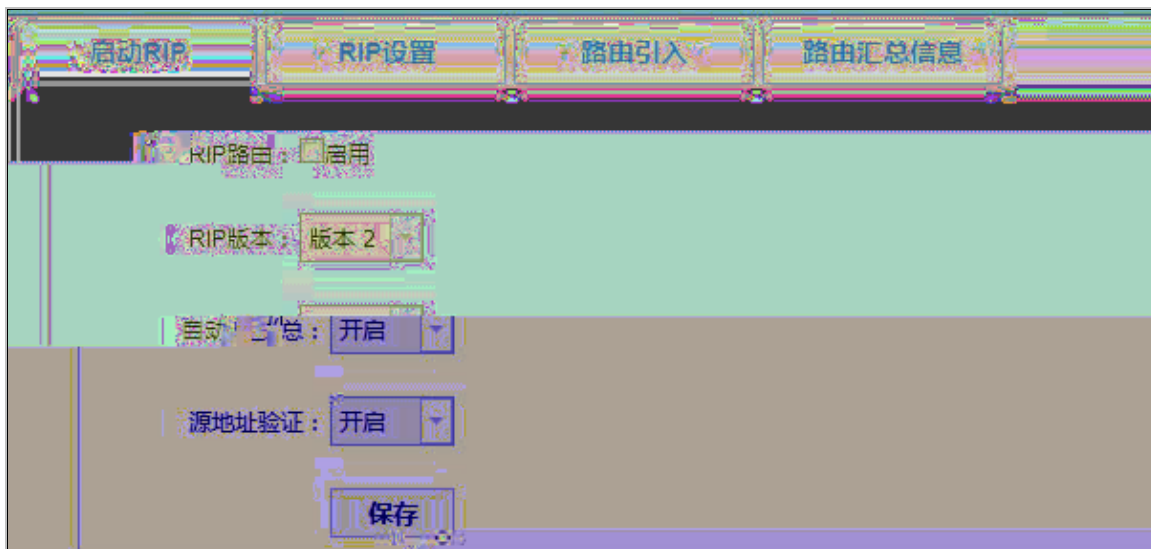 启动RIP RIP设置 路由引入 路由汇总信息
RIP路由： 启用
RIP版本： 版本 2
总： 开启
源地址验证： 开启
保存